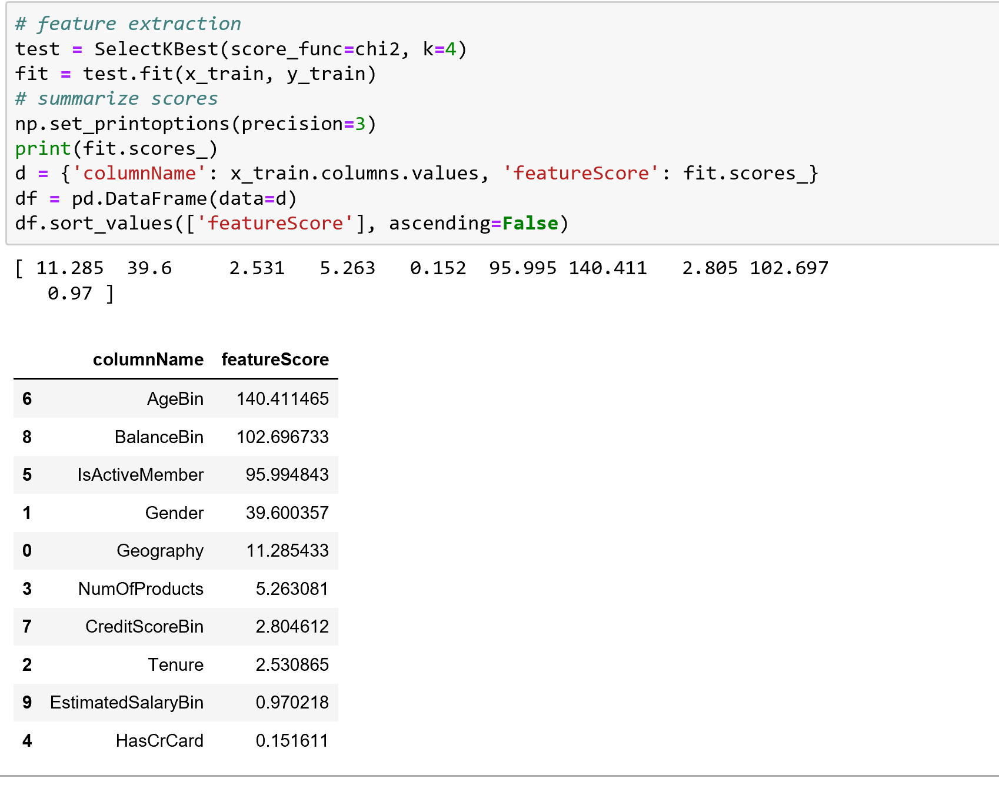 # feature extraction
test = SelectKBest(score_func=chi2, k=4)
fit = test.fit(x_train, y_train)
# summarize scores
np.set_printoptions(precision=3)
print(fit.scores_)
d = {'columnName': x_train.columns.values, 'featureScore': fit.scores_}
df = pd.DataFrame(data=d)
df.sort_values(['featureScore'], ascending=False)
[ 11.285  39.6     2.531   5.263   0.152  95.995 140.411   2.805 102.697
   0.97 ]
columnName featureScore
6 AgeBin 140.411465
8 BalanceBin 102.696733
5 IsActiveMember 95.994843
1 Gender 39.600357
0 Geography 11.285433
3 NumOfProducts 5.263081
7 CreditScoreBin 2.804612
2 Tenure 2.530865
9 EstimatedSalaryBin 0.970218
4 HasCrCard 0.151611